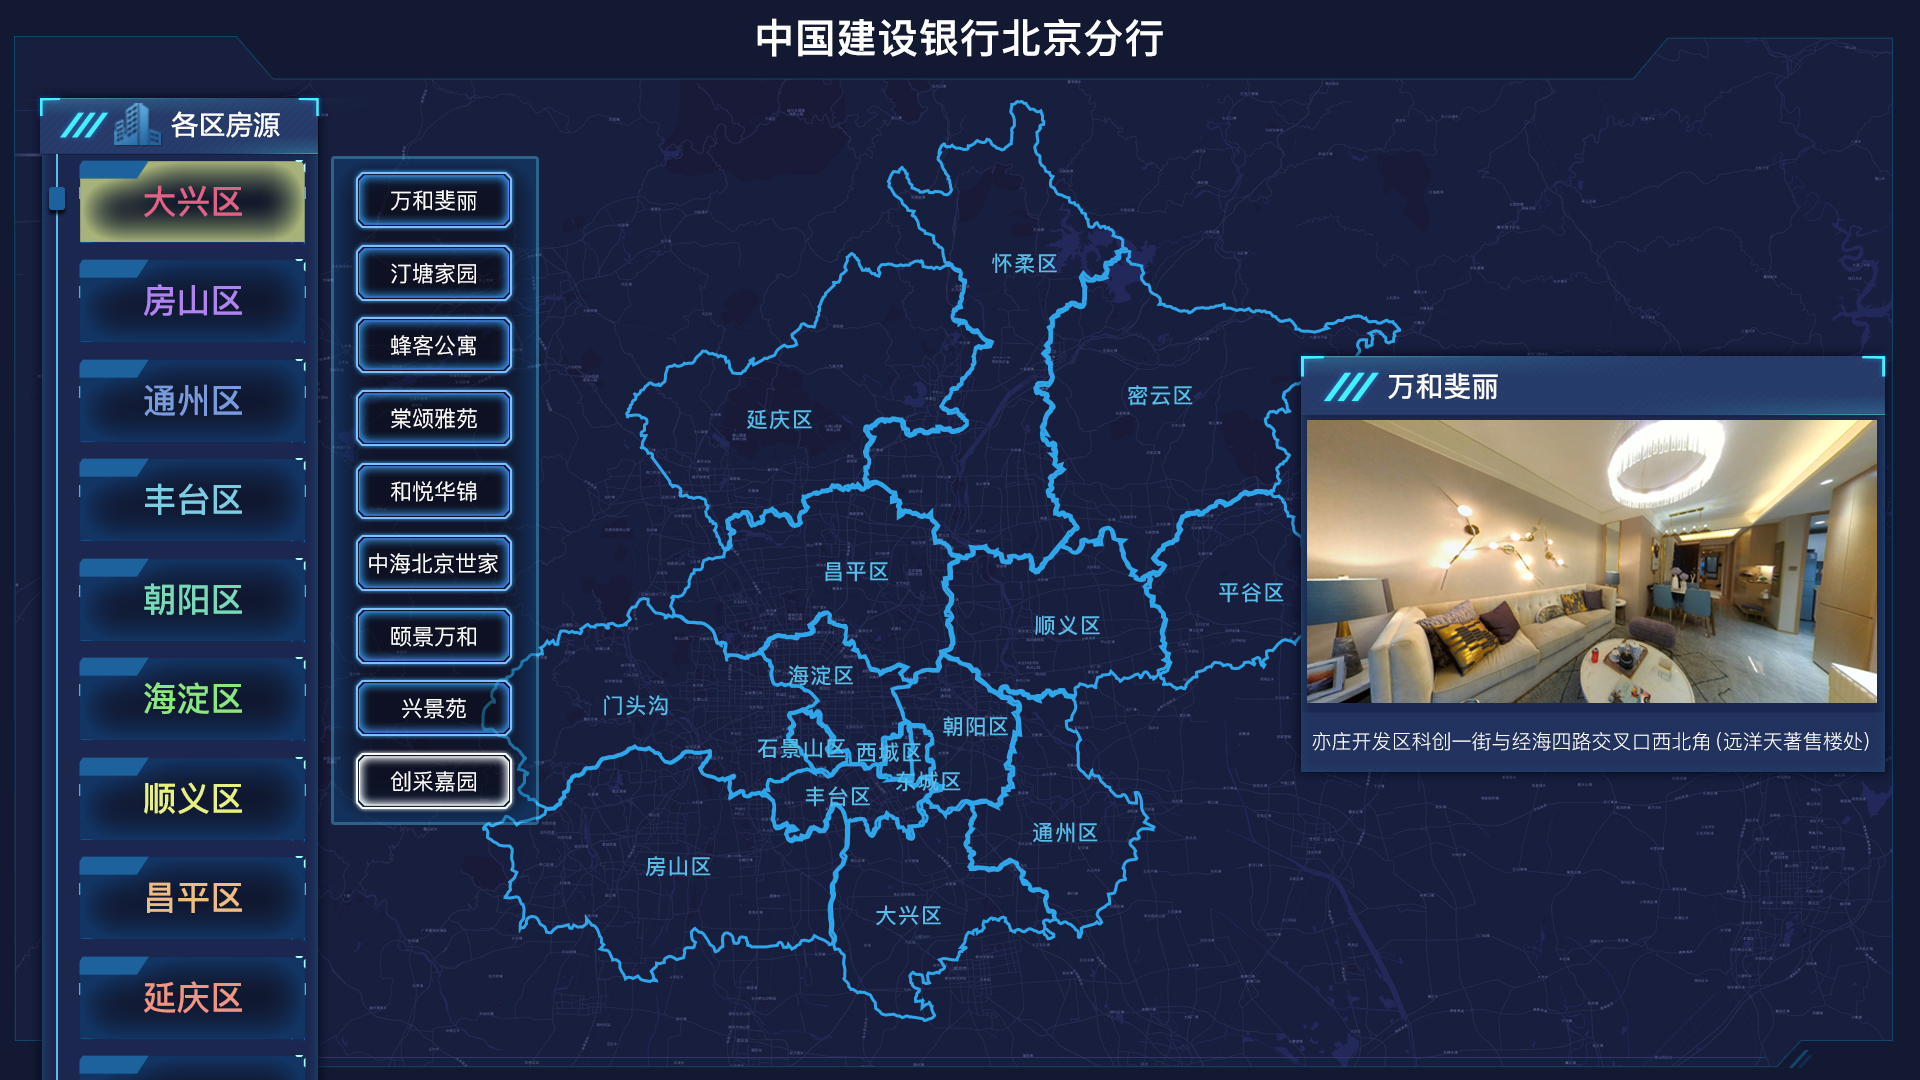 中国建设银行北京分行
各区房源
大兴区
房山区
通州区
丰台区
朝阳区
海淀区
顺义区
昌平区
延庆区
万和斐丽
汀塘家园
蜂客公寓
棠颂雅苑
和悦华锦
中海北京世家
颐景万和
兴景苑
创采嘉园
怀柔区
密云区
延庆区
昌平区
平谷区
顺义区
海淀区
门头沟
朝阳区
石景山区
西城区
东城区
丰台区
通州区
房山区
大兴区
万和斐丽
亦庄开发区科创一街与经海四路交叉口西北角(远洋天著售楼处)